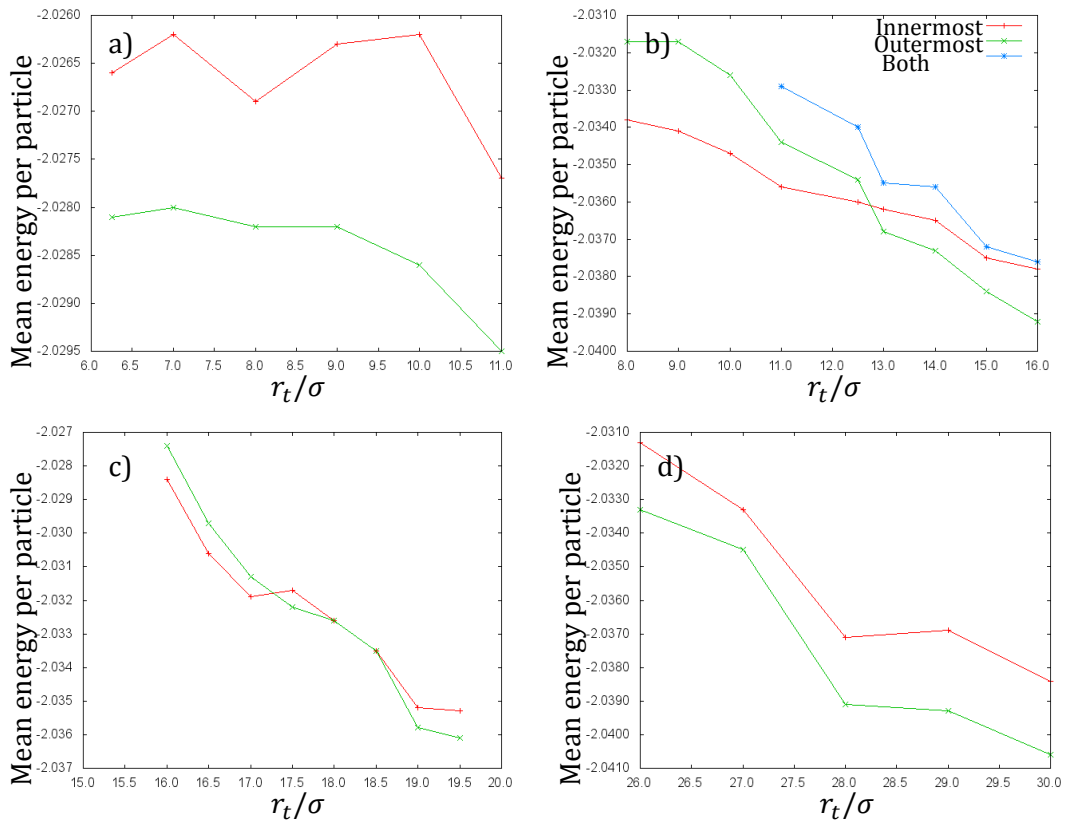 a)
-2.0260
-2.0265
-2.0270
-2.0275
-2.0280
-2.0285
-2.0290
-2.0295
Mean energy per particle
6.0 6.5 7.0 7.5 8.0 8.5 9.0 9.5 10.0 10.5 11.0
r_t/σ
b)
Innermost
Outermost
Both
-2.0310
-2.0320
-2.0330
-2.0340
-2.0350
-2.0360
-2.0370
-2.0380
-2.0390
-2.0400
Mean energy per particle
8.0 9.0 10.0 11.0 12.0 13.0 14.0 15.0 16.0
r_t/σ
c)
-2.027
-2.028
-2.029
-2.030
-2.031
-2.032
-2.033
-2.034
-2.035
-2.036
-2.037
Mean energy per particle
15.0 15.5 16.0 16.5 17.0 17.5 18.0 18.5 19.0 19.5 20.0
r_t/σ
d)
-2.0310
-2.0320
-2.0330
-2.0340
-2.0350
-2.0360
-2.0370
-2.0380
-2.0390
-2.0400
-2.0410
Mean energy per particle
26.0 26.5 27.0 27.5 28.0 28.5 29.0 29.5 30.0
r_t/σ